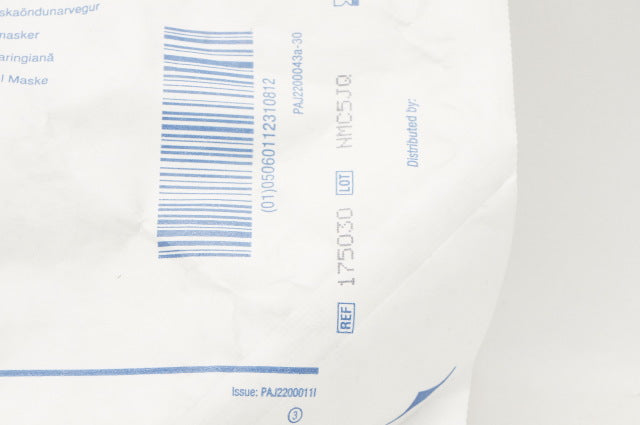 skaöndunarvegur
masker
aringiană
l Maske
(01)05060112310812
PAJ2200043a-30
REF 175030 LOT NMC5JQ
Distributed by:
Issue: PAJ2200011I
3